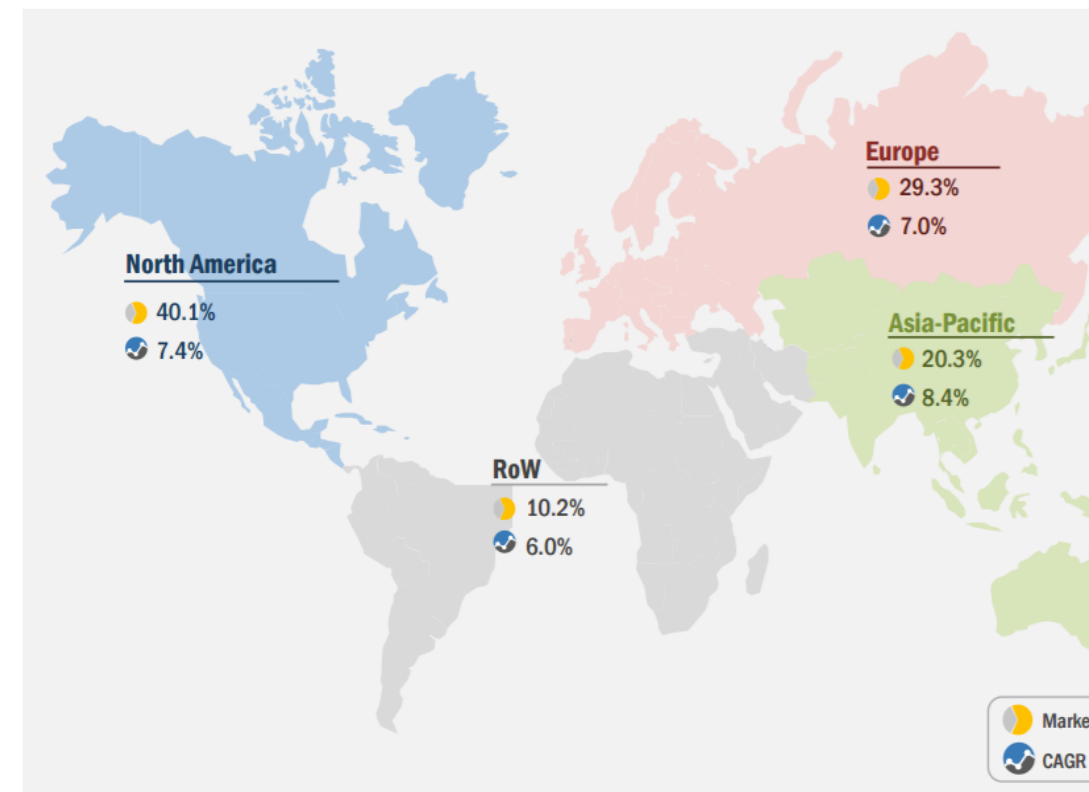 Europe
29.3%
7.0%
North America
40.1%
7.4%
Asia-Pacific
20.3%
8.4%
RoW
10.2%
6.0%
Marke
CAGR